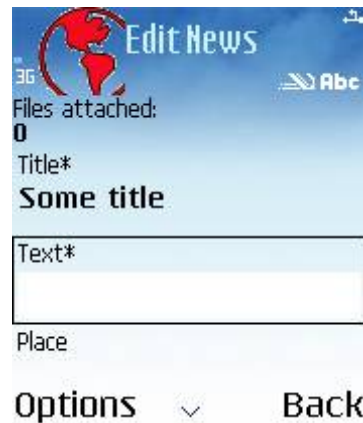 Edit News
3G
Abc
Files attached:
0
Title*
Some title
Text*
Place
Options
Back